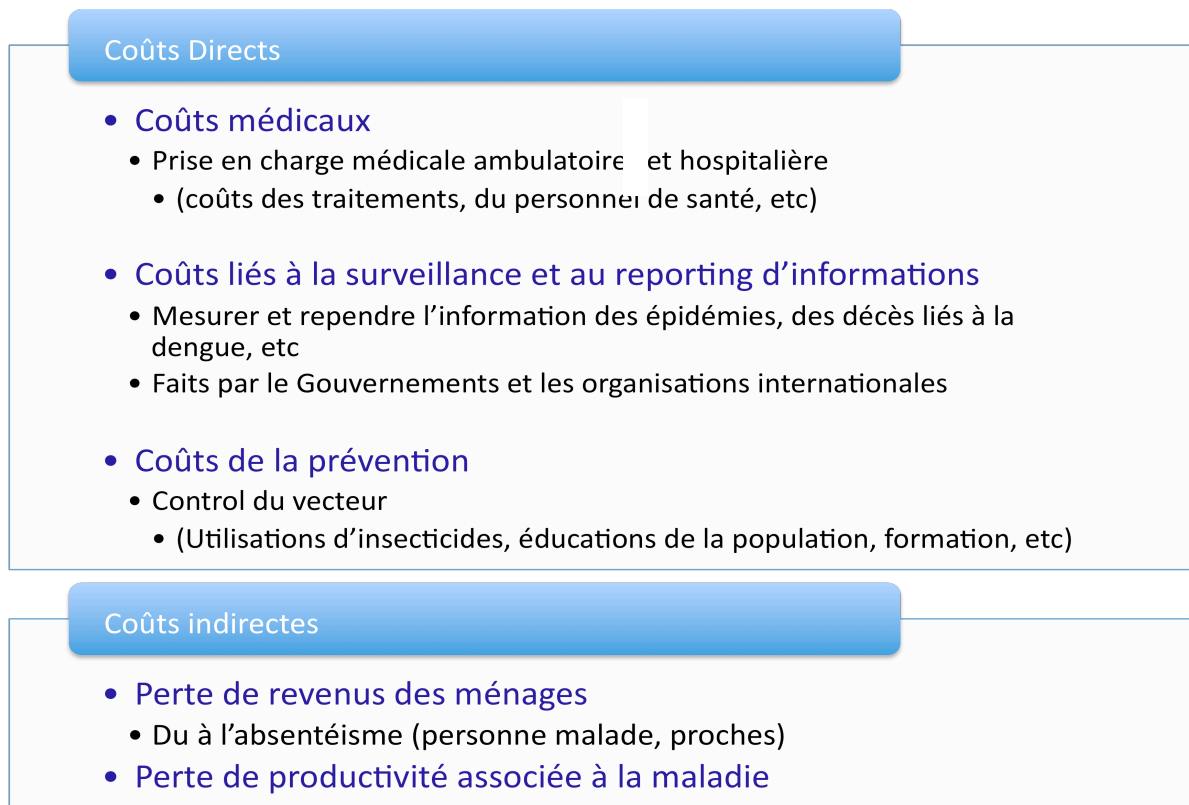 Coûts Directs
• Coûts médicaux
• Prise en charge médicale ambulatoire et hospitalière
• (coûts des traitements, du personnel de santé, etc)
• Coûts liés à la surveillance et au reporting d’informations
• Mesurer et rependre l’information des épidémies, des décès liés à la
dengue, etc
• Faits par le Gouvernements et les organisations internationales
• Coûts de la prévention
• Control du vecteur
• (Utilisations d’insecticides, éducations de la population, formation, etc)
Coûts indirectes
• Perte de revenus des ménages
• Du à l’absentéisme (personne malade, proches)
• Perte de productivité associée à la maladie